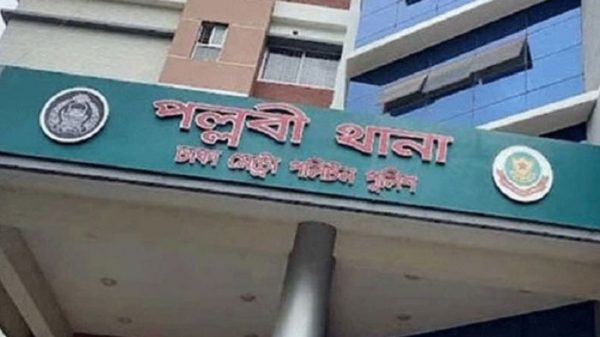 পল্লবী থানা
ঢাকা মেট্রো পলিটন পুলিশ